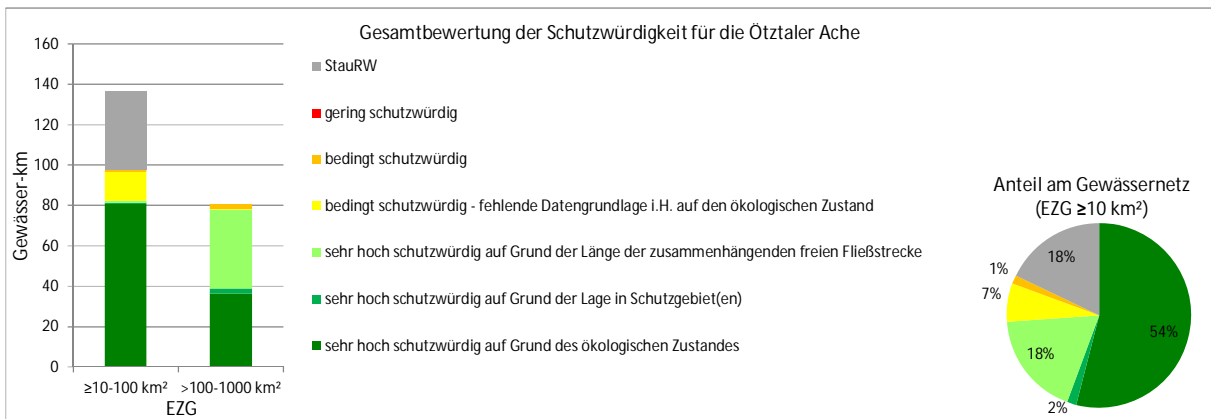 Gesamtbewertung der Schutzwürdigkeit für die Ötztaler Ache
160
140
120
100
80
60
40
20
0
Gewässer-km
≥10-100 km²
>100-1000 km²
EZG
StauRW
gering schutzwürdig
bedingt schutzwürdig
bedingt schutzwürdig - fehlende Datengrundlage i.H. auf den ökologischen Zustand
sehr hoch schutzwürdig auf Grund der Länge der zusammenhängenden freien Fließstrecke
sehr hoch schutzwürdig auf Grund der Lage in Schutzgebiet(en)
sehr hoch schutzwürdig auf Grund des ökologischen Zustandes
Anteil am Gewässernetz
(EZG ≥10 km²)
18%
1%
7%
54%
18%
2%